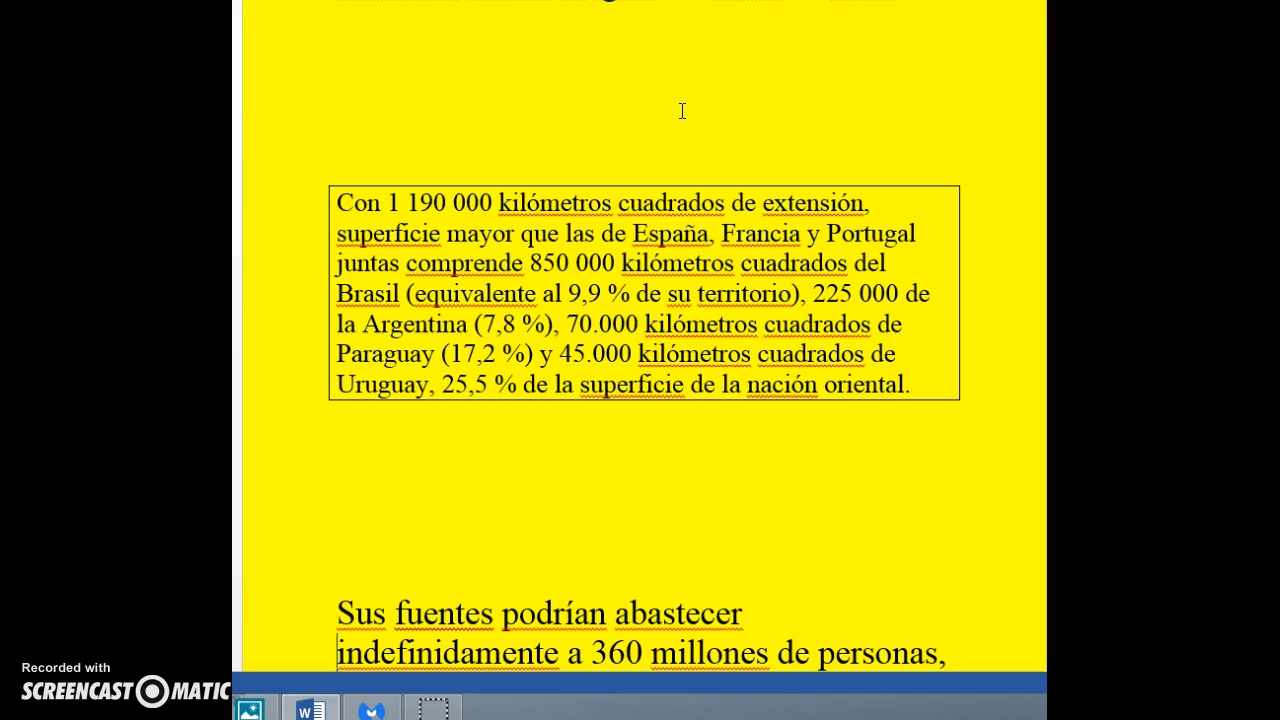 Con 1 190 000 kilómetros cuadrados de extensión,
superficie mayor que las de España, Francia y Portugal
juntas comprende 850 000 kilómetros cuadrados del
Brasil (equivalente al 9,9 % de su territorio), 225 000 de
la Argentina (7,8 %), 70.000 kilómetros cuadrados de
Paraguay (17,2 %) y 45.000 kilómetros cuadrados de
Uruguay, 25,5 % de la superficie de la nación oriental.
Sus fuentes podrían abastecer
indefinidamente a 360 millones de personas,
Recorded with
SCREENCAST MATIC
W